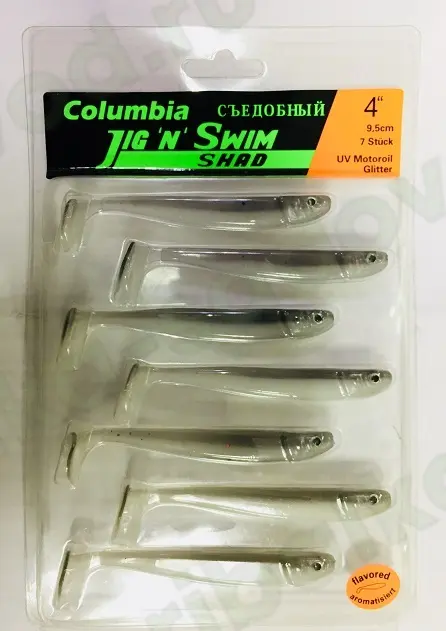 Columbia СЪЕДОБНЫЙ
JIG 'N' SWIM
SHAD
4"
9,5cm
7 Stück
UV Motoroil
Glitter
flavored
aromatisiert